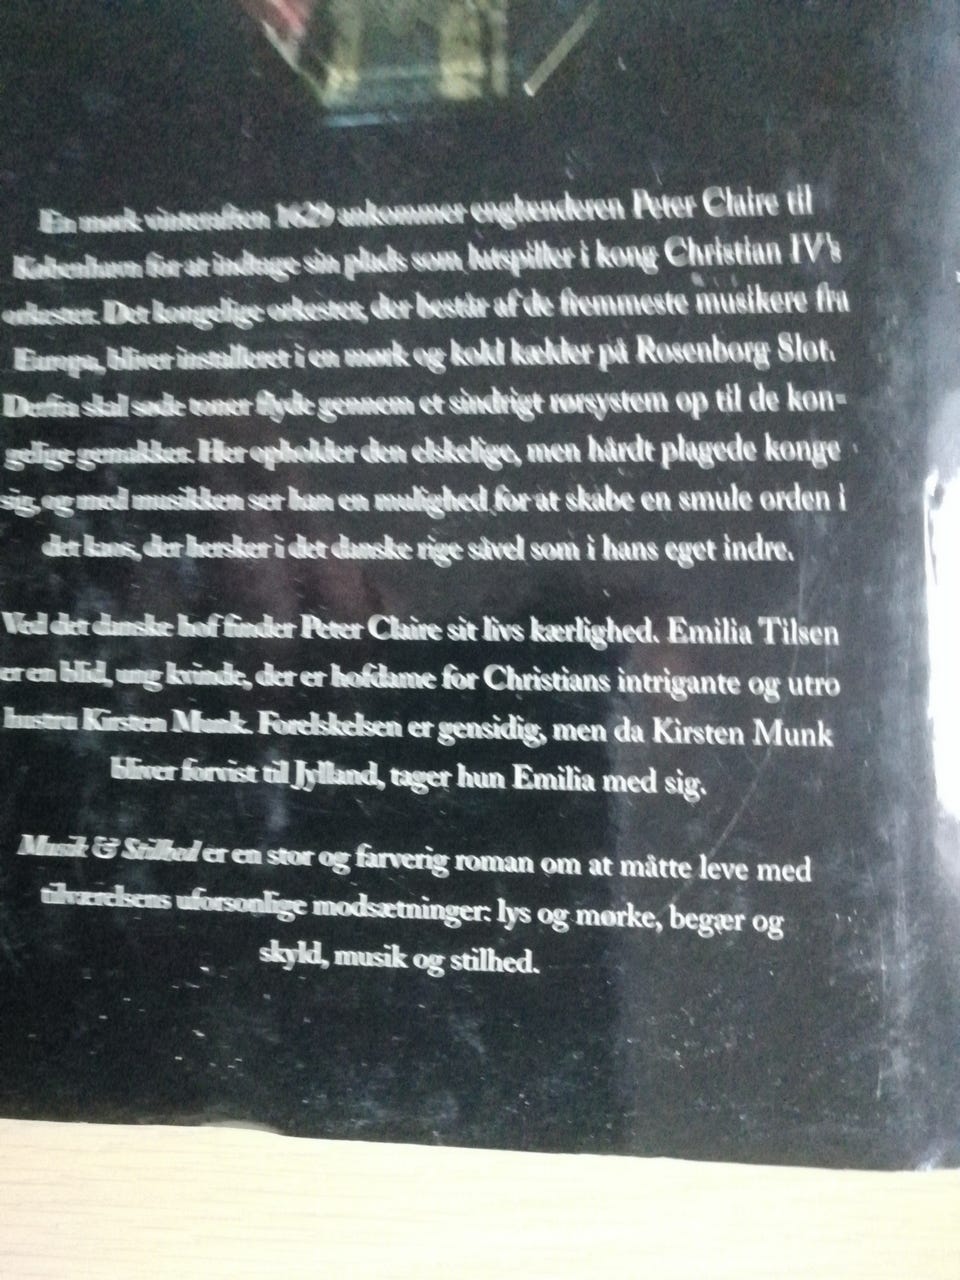 En mørk vinteraften 1629 ankommer englænderen Peter Claire til
København for at indtage sin plads som lutspiller i kong Christian IV's
orkester. Det kongelige orkester, der består af de fremmeste musikere fra
Europa, bliver installeret i en mørk og kold kælder på Rosenborg Slot.
Derfra skal søde toner flyde gennem et sindrigt rørsystem op til de kon-
gelige gemakker. Her opholder den elskelige, men hårdt plagede konge
sig, og med musikken ser han en mulighed for at skabe en smule orden i
det kaos, der hersker i det danske rige såvel som i hans eget indre.
Ved det danske hof finder Peter Claire sit livs kærlighed. Emilia Tilsen
er en blid, ung kvinde, der er hofdame for Christians intrigante og utro
hustru Kirsten Munk. Forelskelsen er gensidig, men da Kirsten Munk
bliver forvist til Jylland, tager hun Emilia med sig.
Musik & Stilhed er en stor og farverig roman om at måtte leve med
tilværelsens uforsonlige modsætninger: lys og mørke, begær og
skyld, musik og stilhed.